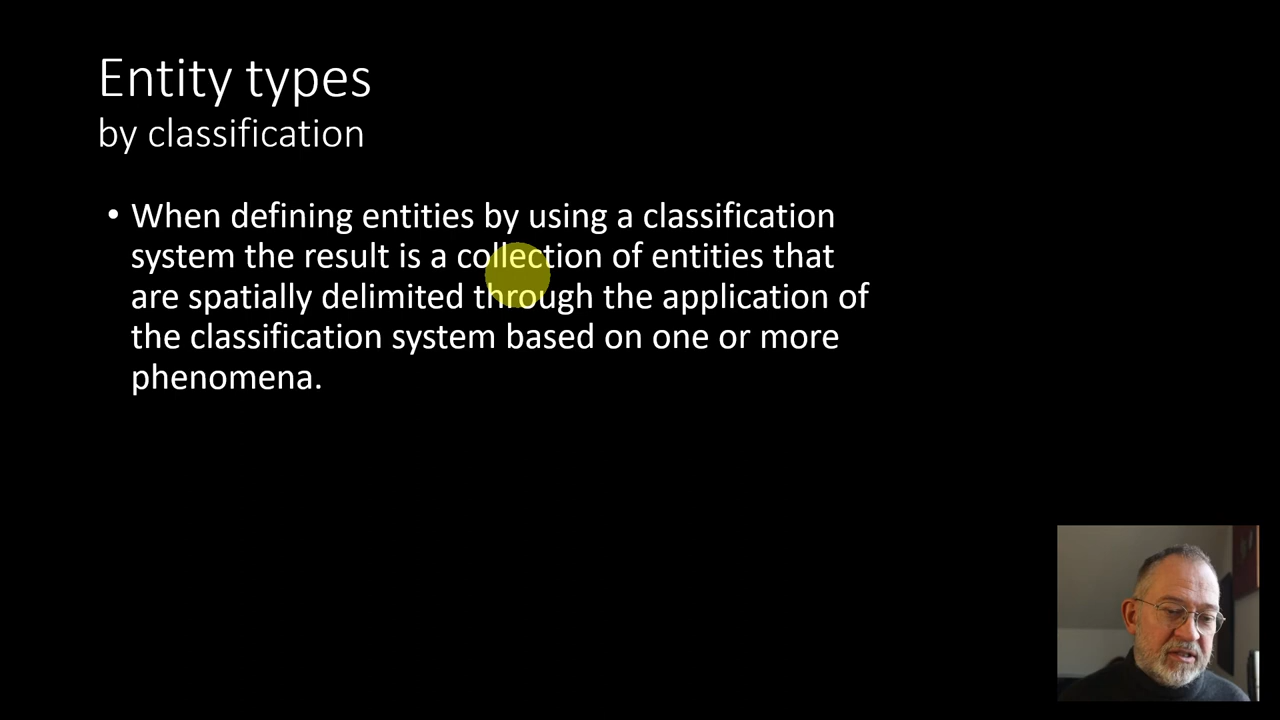 Entity types
by classification
• When defining entities by using a classification
system the result is a collection of entities that
are spatially delimited through the application of
the classification system based on one or more
phenomena.